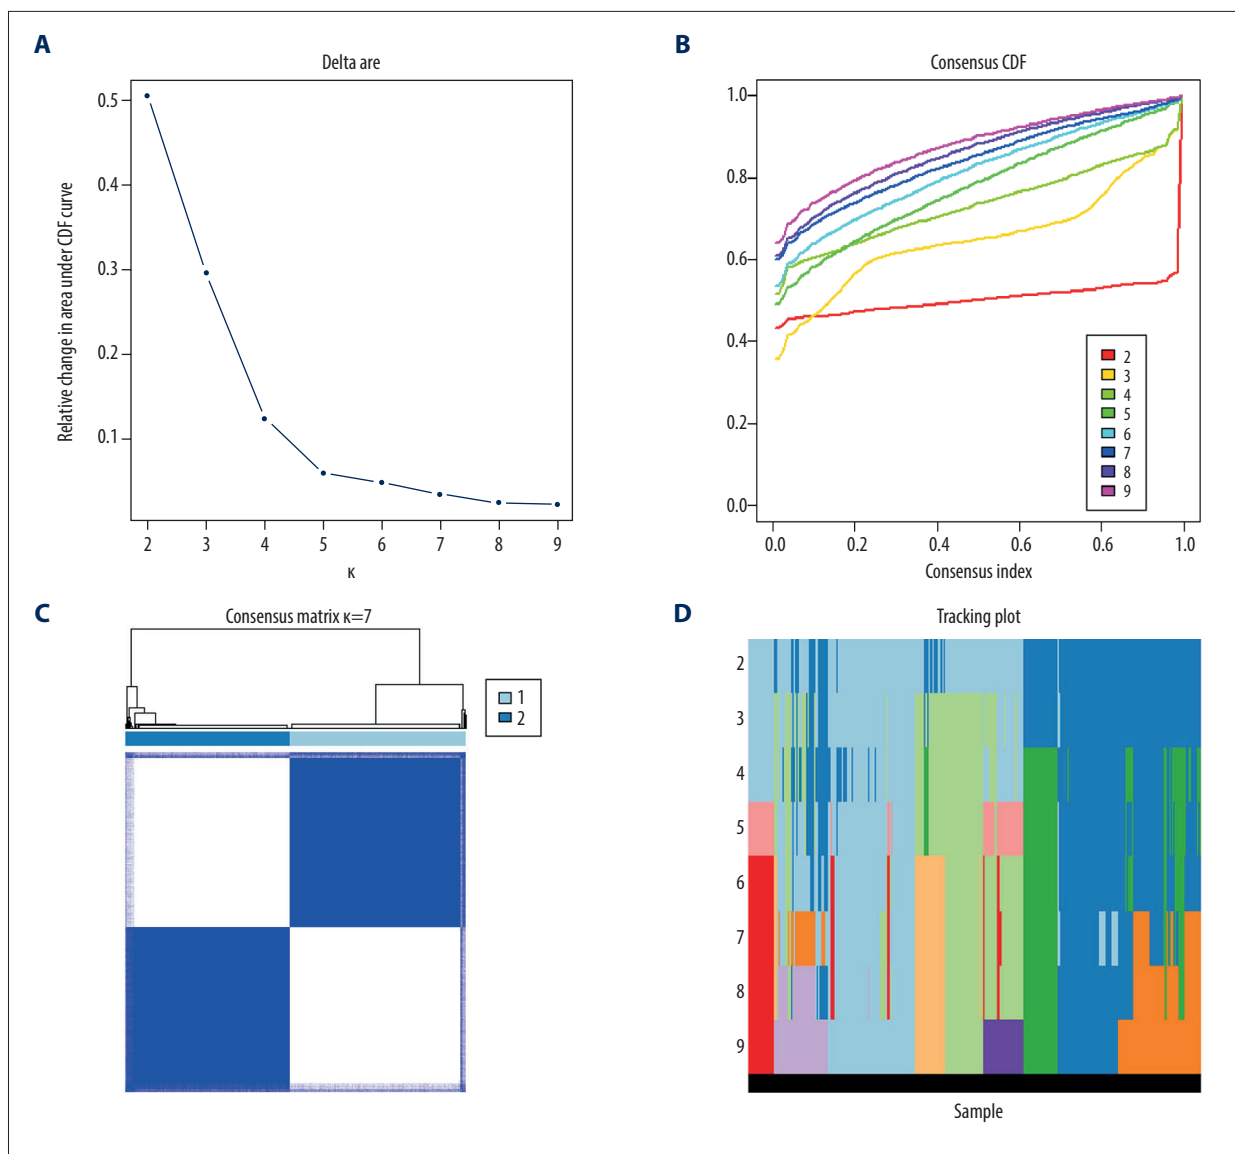 A
Delta are
Relative change in area under CDF curve
0.5
0.4
0.3
0.2
0.1
2 3 4 5 6 7 8 9
κ
B
Consensus CDF
1.0
0.8
0.6
0.4
0.2
0.0
2
3
4
5
6
7
8
9
0.0 0.2 0.4 0.6 0.6 1.0
Consensus index
C
Consensus matrix κ=7
1
2
D
Tracking plot
2
3
4
5
6
7
8
9
Sample